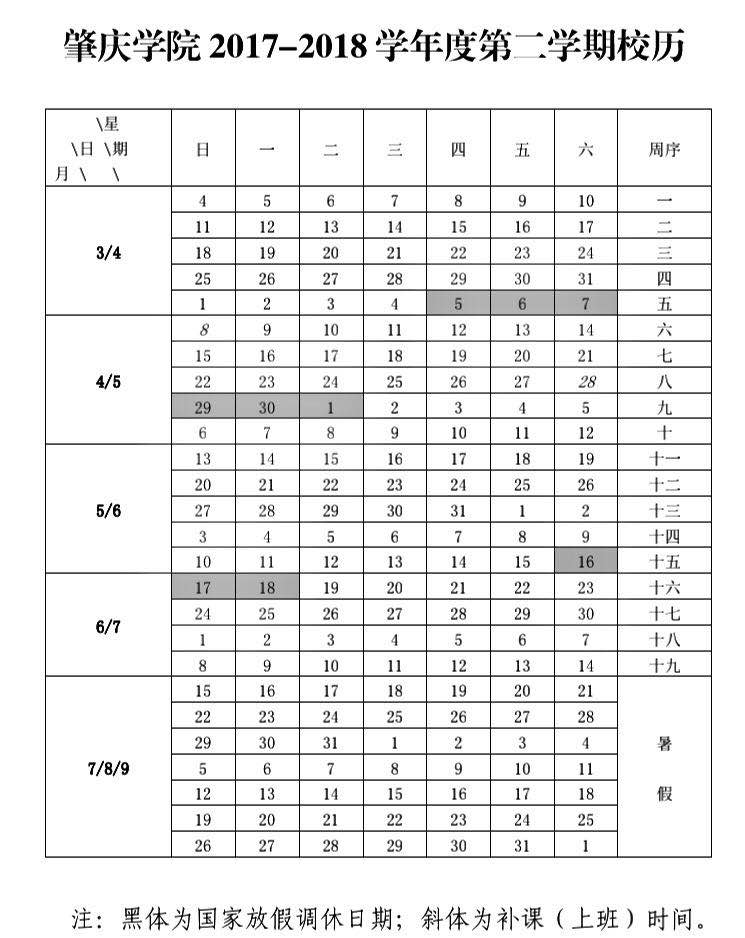 肇庆学院 2017-2018 学年度第二学期校历
\星
\日 \期
月 \ \
日 一 二 三 四 五 六 周序
3/4
4 5 6 7 8 9 10 一
11 12 13 14 15 16 17 二
18 19 20 21 22 23 24 三
25 26 27 28 29 30 31 四
1 2 3 4 5 6 7 五
4/5
8 9 10 11 12 13 14 六
15 16 17 18 19 20 21 七
22 23 24 25 26 27 28 八
29 30 1 2 3 4 5 九
6 7 8 9 10 11 12 十
5/6
13 14 15 16 17 18 19 十一
20 21 22 23 24 25 26 十二
27 28 29 30 31 1 2 十三
3 4 5 6 7 8 9 十四
10 11 12 13 14 15 16 十五
6/7
17 18 19 20 21 22 23 十六
24 25 26 27 28 29 30 十七
1 2 3 4 5 6 7 十八
8 9 10 11 12 13 14 十九
7/8/9
15 16 17 18 19 20 21
22 23 24 25 26 27 28
29 30 31 1 2 3 4
5 6 7 8 9 10 11
12 13 14 15 16 17 18
19 20 21 22 23 24 25
26 27 28 29 30 31 1
暑
假
注：黑体为国家放假调休日期；斜体为补课（上班）时间。